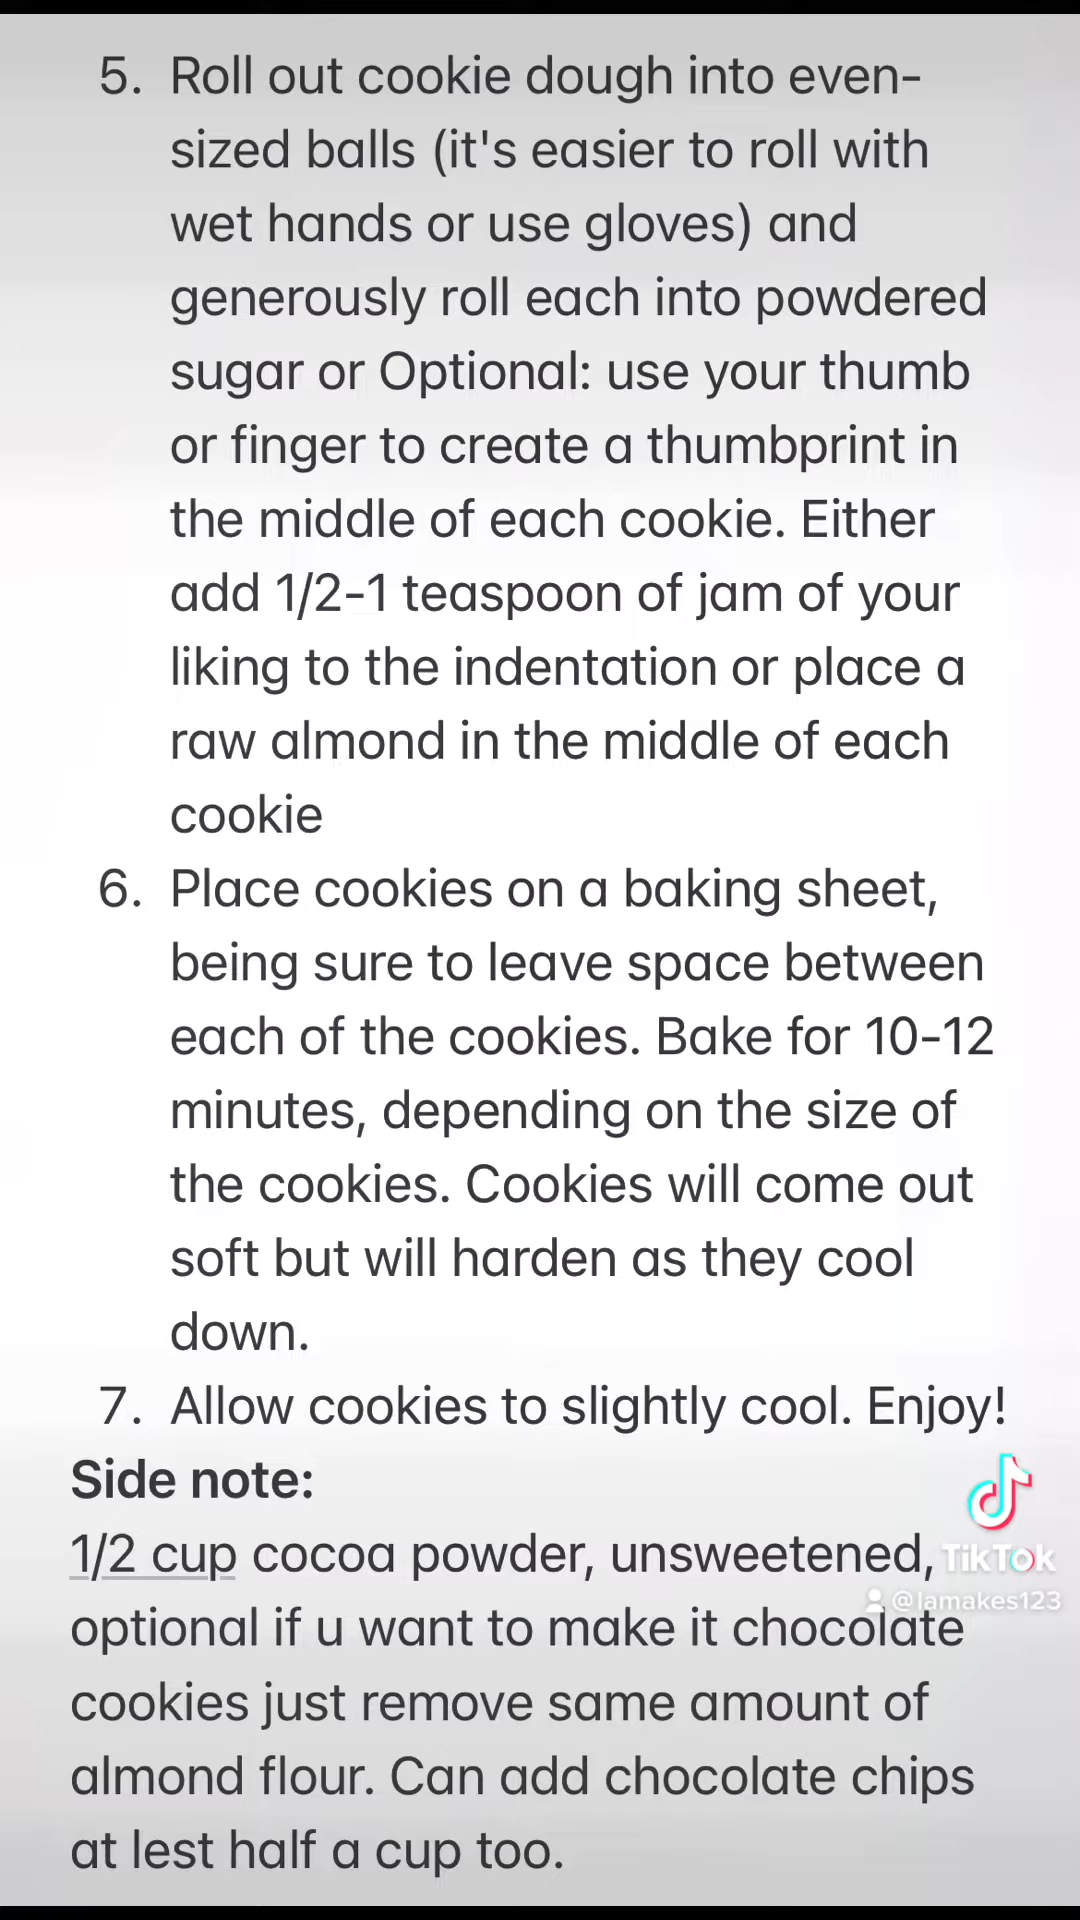 5. Roll out cookie dough into even-
sized balls (it's easier to roll with
wet hands or use gloves) and
generously roll each into powdered
sugar or Optional: use your thumb
or finger to create a thumbprint in
the middle of each cookie. Either
add 1/2-1 teaspoon of jam of your
liking to the indentation or place a
raw almond in the middle of each
cookie
6. Place cookies on a baking sheet,
being sure to leave space between
each of the cookies. Bake for 10-12
minutes, depending on the size of
the cookies. Cookies will come out
soft but will harden as they cool
down.
7. Allow cookies to slightly cool. Enjoy!
Side note:
1/2 cup cocoa powder, unsweetened,
TikTok
@lamakes123
optional if u want to make it chocolate
cookies just remove same amount of
almond flour. Can add chocolate chips
at lest half a cup too.